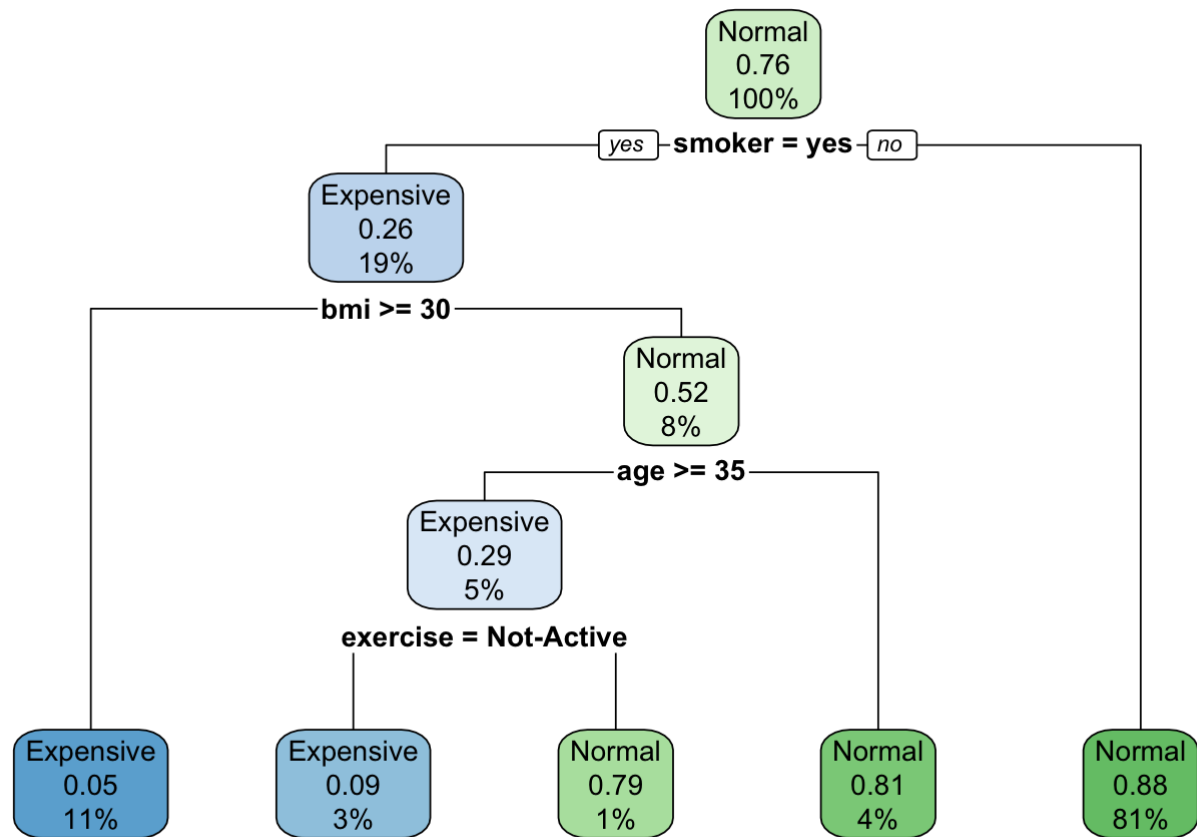 Normal
0.76
100%
yes smoker = yes no
Expensive
0.26
19%
bmi >= 30
Normal
0.52
8%
age >= 35
Expensive
0.29
5%
exercise = Not-Active
Expensive
0.05
11%
Expensive
0.09
3%
Normal
0.79
1%
Normal
0.81
4%
Normal
0.88
81%